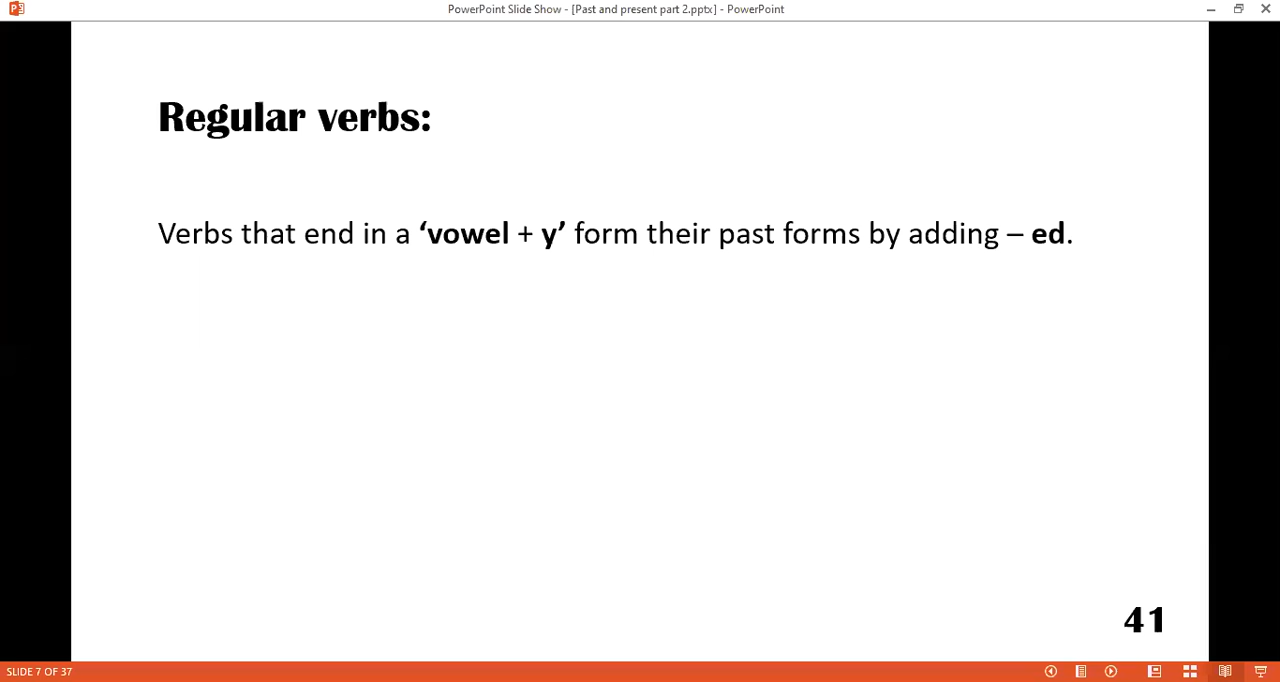 PowerPoint Slide Show - [Past and present part 2.pptx] - PowerPoint
Regular verbs:
Verbs that end in a ‘vowel + y’ form their past forms by adding – ed.
41
SLIDE 7 OF 37